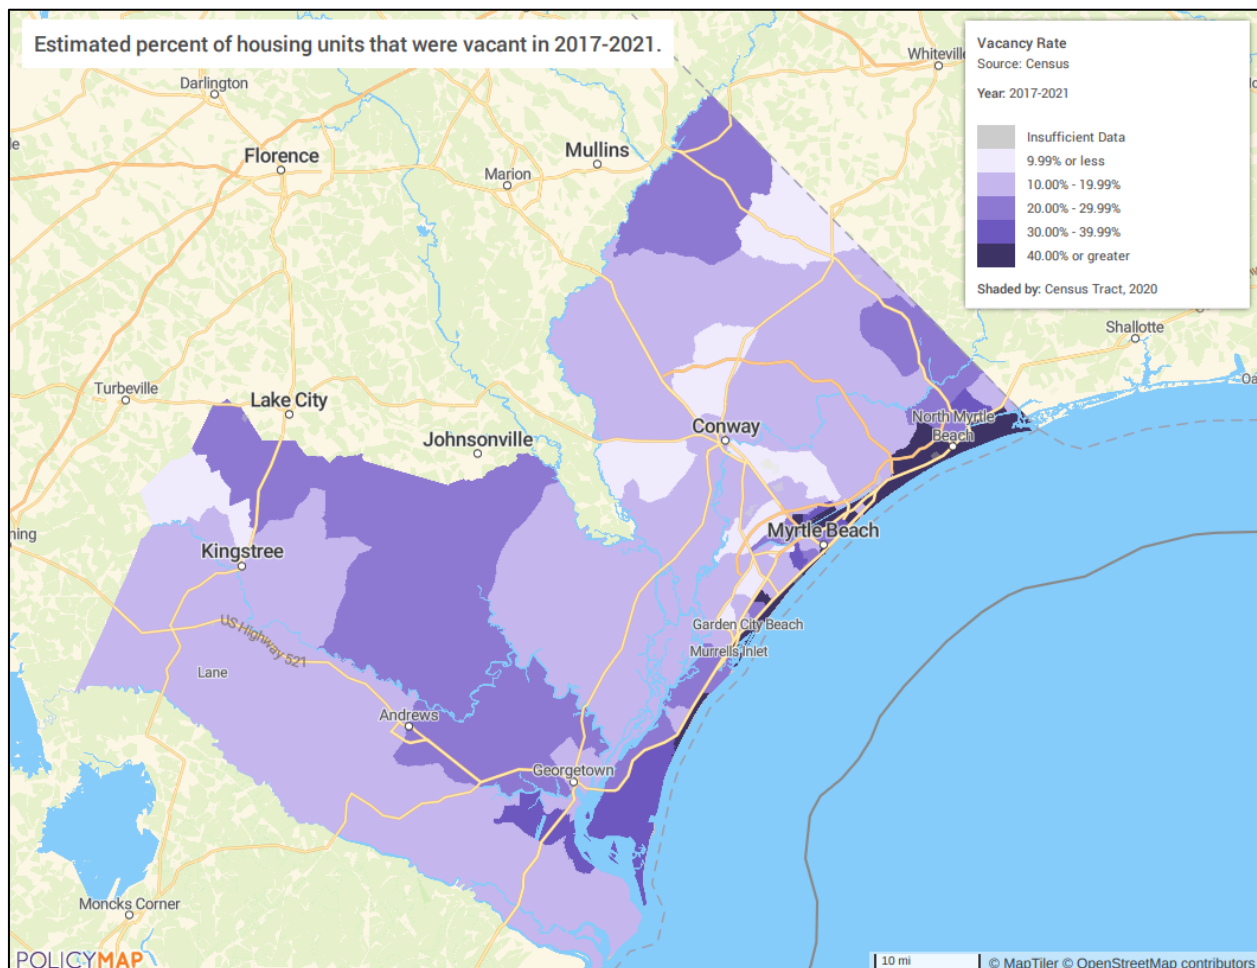 Estimated percent of housing units that were vacant in 2017-2021.
Vacancy Rate
Source: Census
Year: 2017-2021
Insufficient Data
9.99% or less
10.00% - 19.99%
20.00% - 29.99%
30.00% - 39.99%
40.00% or greater
Shaded by: Census Tract, 2020
Whiteville
Darlington
Florence
Mullins
Marion
Shallotte
Turbeville
Lake City
Johnsonville
Conway
North Myrtle
Beach
Kingstree
Myrtle Beach
US Highway 521
Garden City Beach
Murrells Inlet
Lane
Andrews
Georgetown
Moncks Corner
POLICYMAP
10 mi
© MapTiler © OpenStreetMap contributors